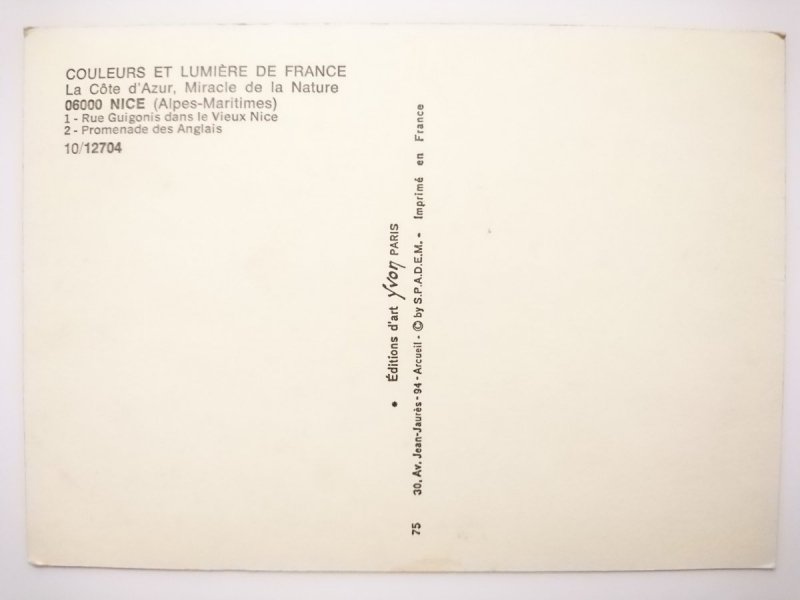 COULEURS ET LUMIÈRE DE FRANCE
La Côte d'Azur, Miracle de la Nature
06000 NICE (Alpes-Maritimes)
1 - Rue Guigonis dans le Vieux Nice
2 - Promenade des Anglais
10/12704
* Éditions d'art Yvon PARIS
75 30, Av. Jean-Jaurès - 94 - Arcueil - © by S.P.A.D.E.M. - Imprimé en France